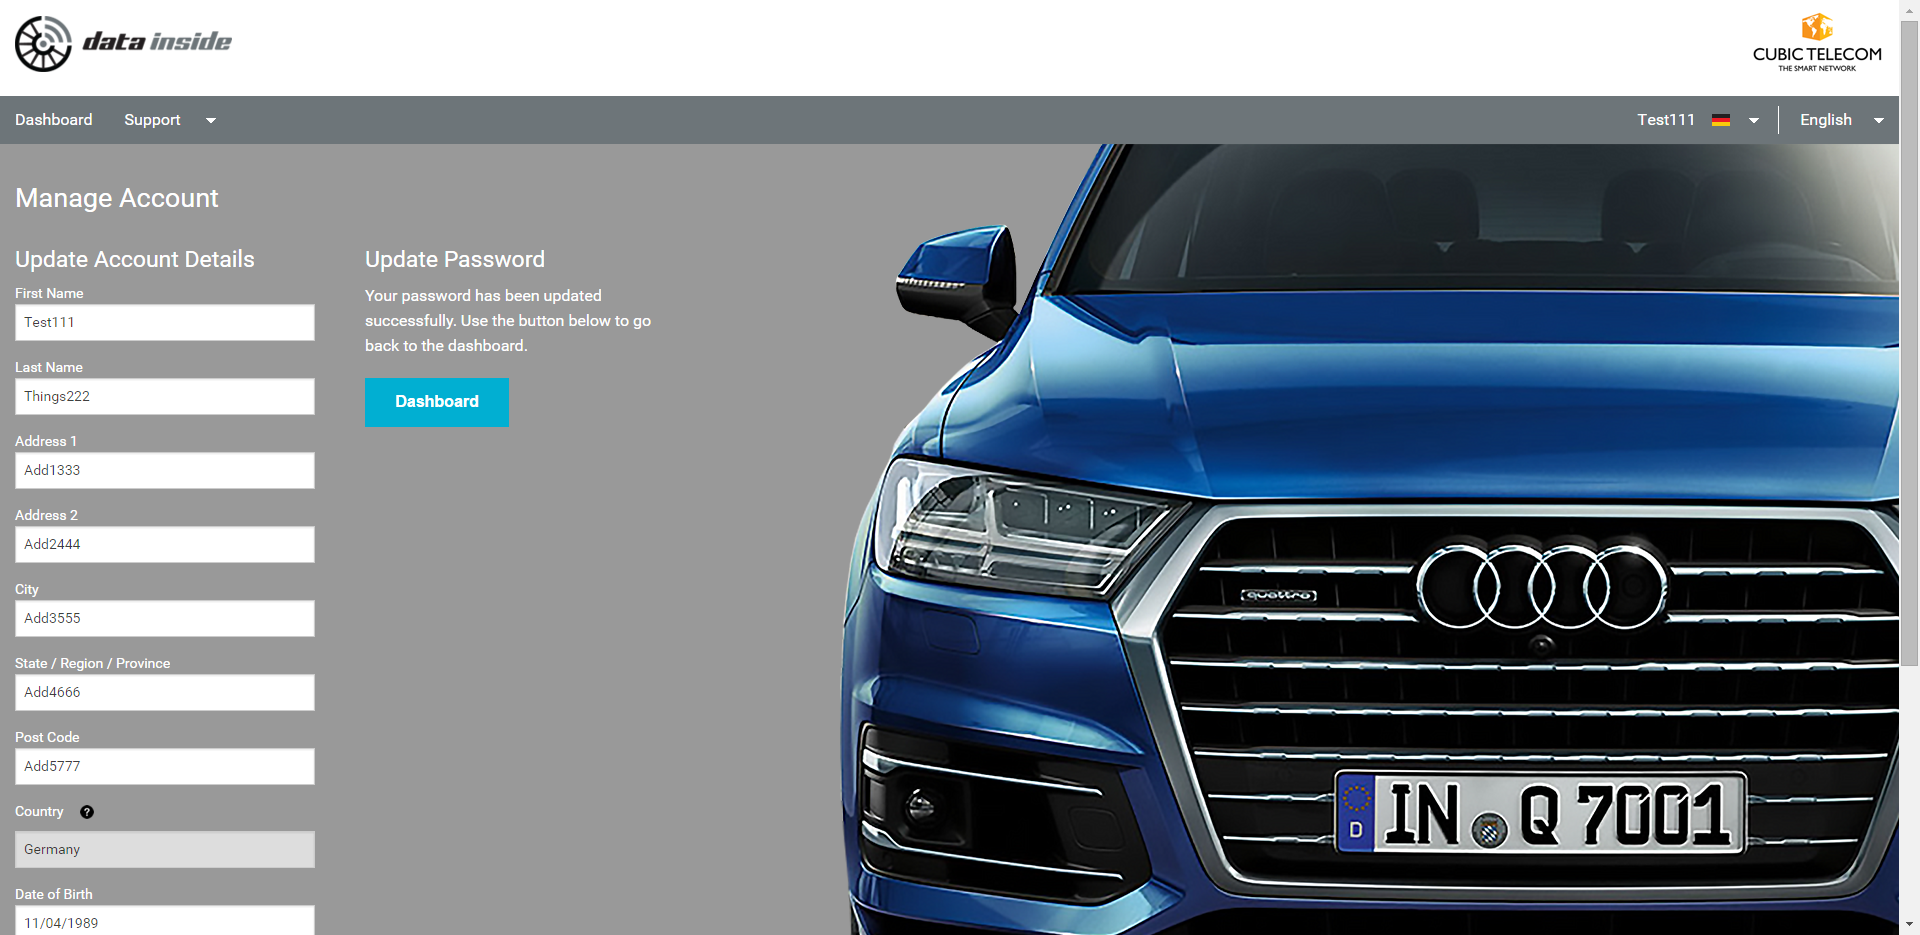 data inside
CUBIC TELECOM
THE SMART NETWORK
Dashboard
Support
Test111
English
Manage Account
Update Account Details
First Name
Test111
Last Name
Things222
Address 1
Add1333
Address 2
Add2444
City
Add3555
State / Region / Province
Add4666
Post Code
Add5777
Country ?
Germany
Date of Birth
11/04/1989
Update Password
Your password has been updated
successfully. Use the button below to go
back to the dashboard.
Dashboard
quattro
D
IN Q 7001